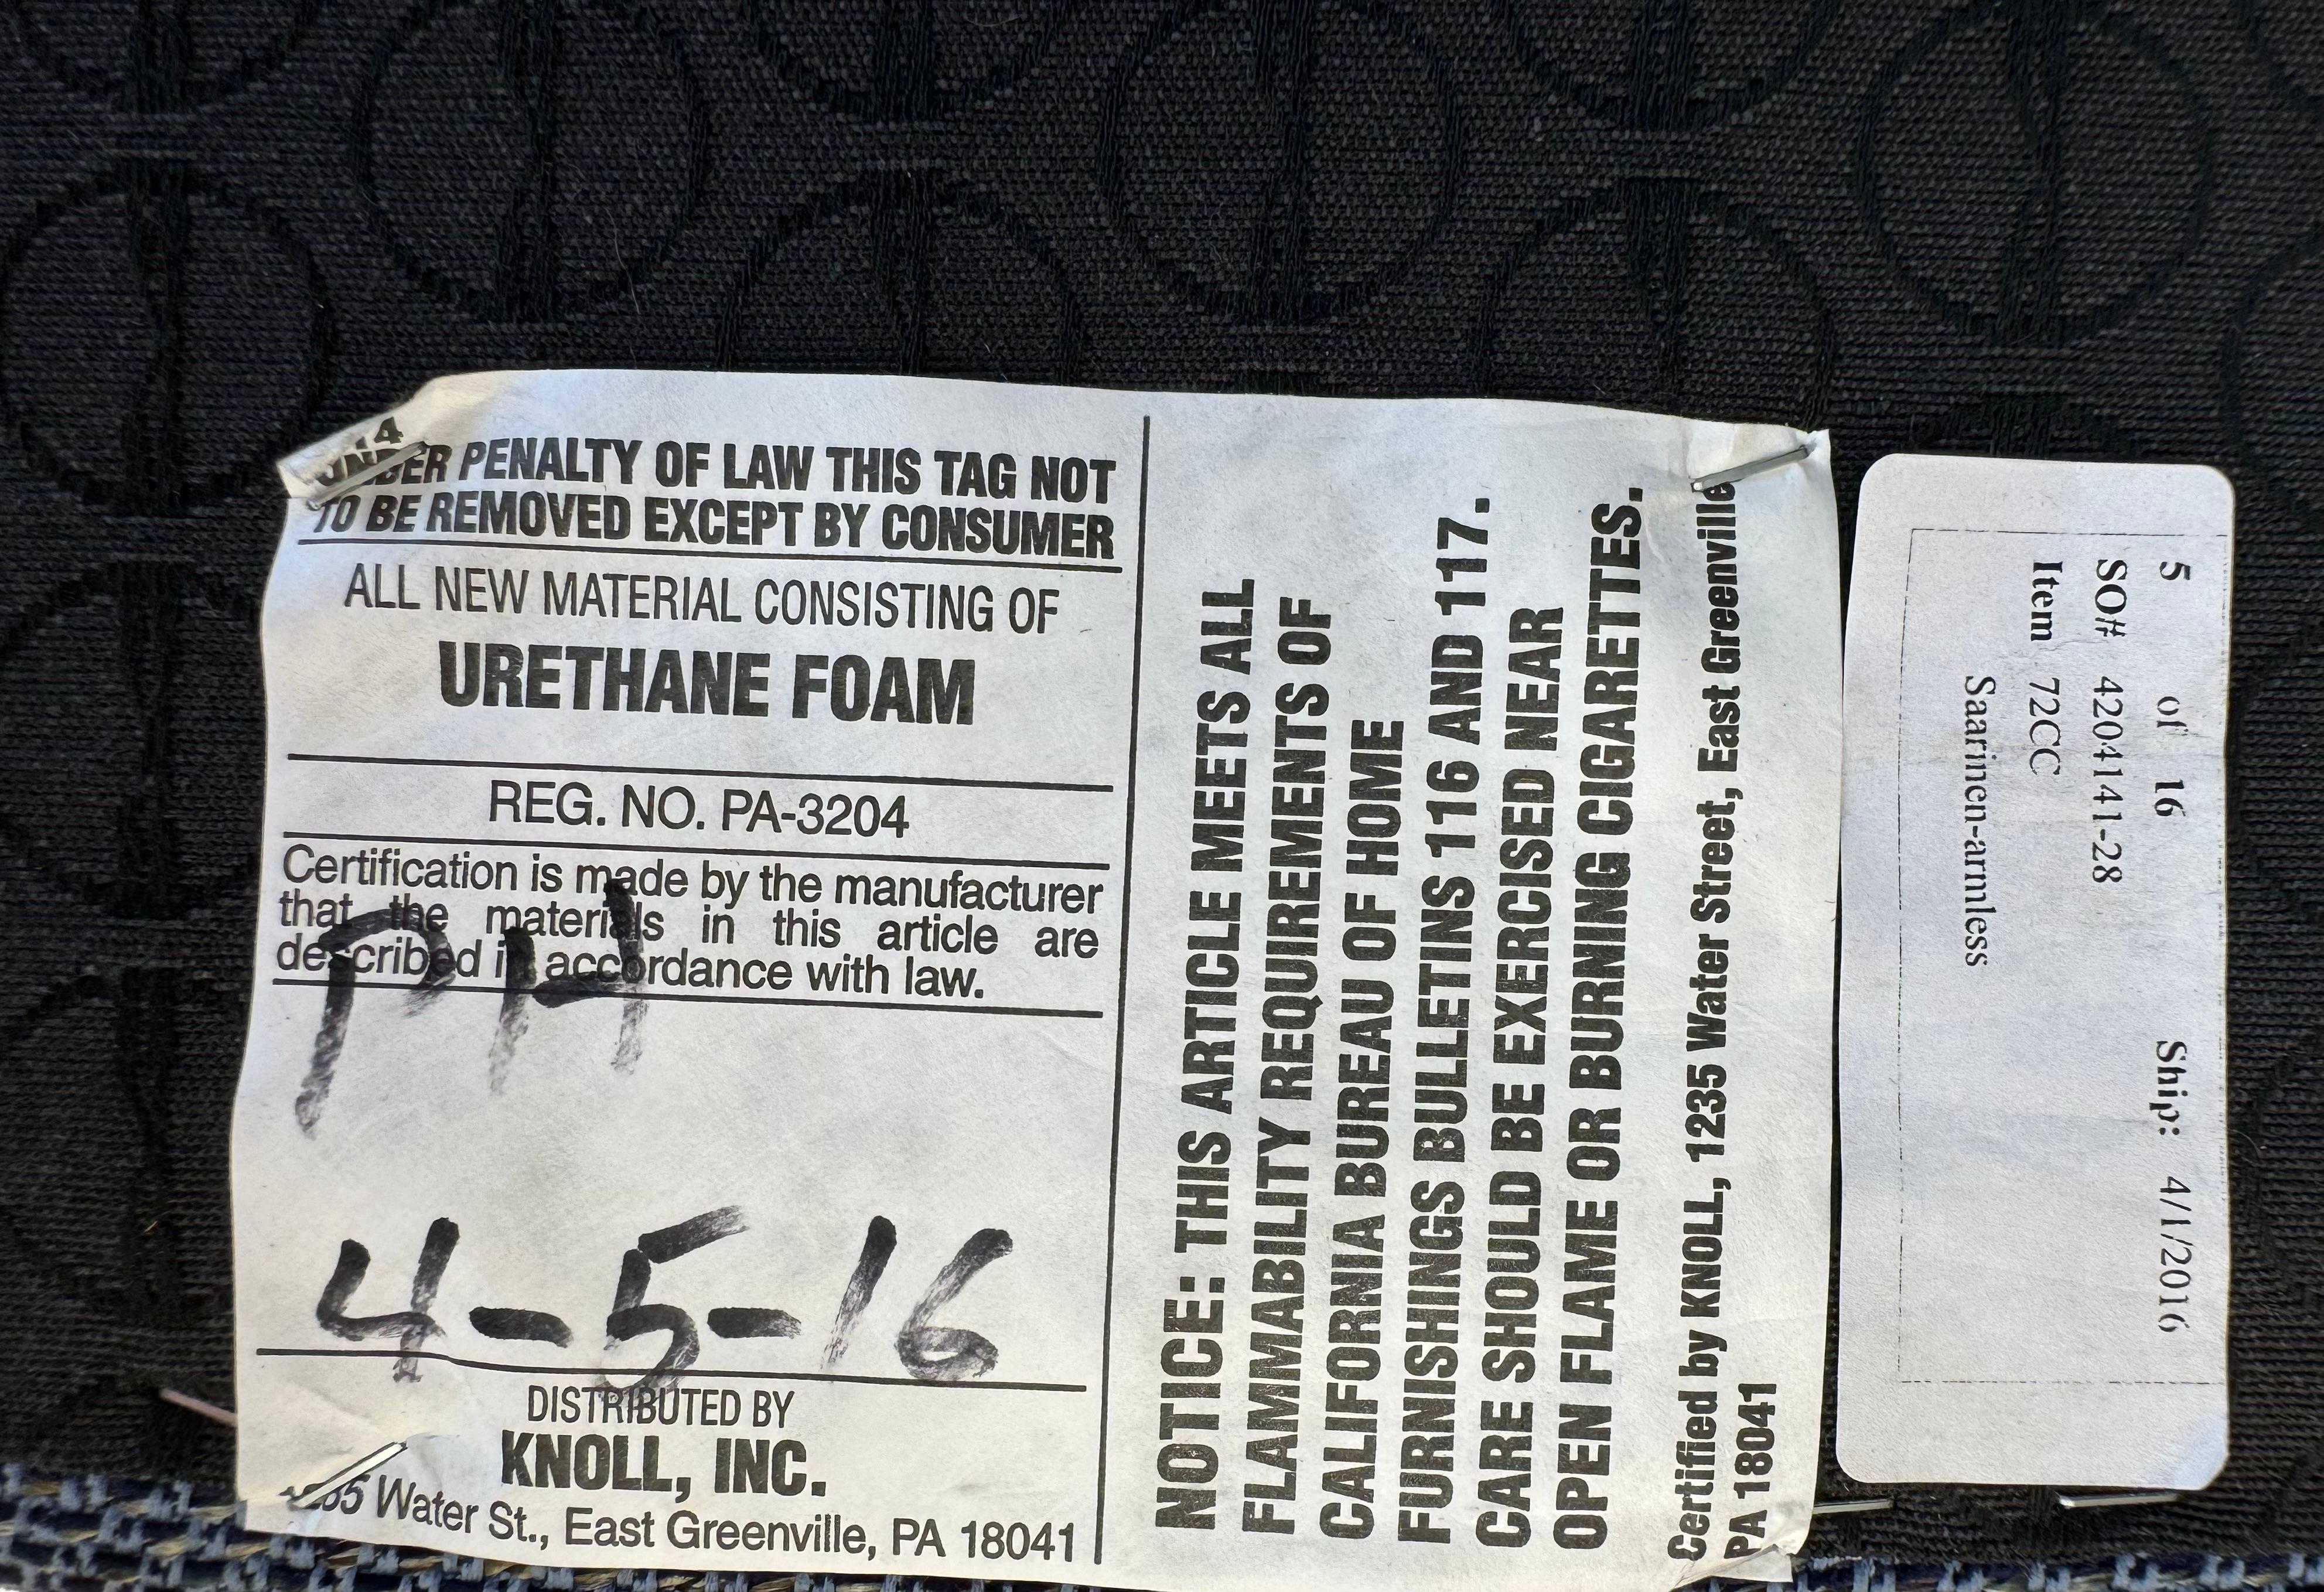 14
UNDER PENALTY OF LAW THIS TAG NOT
TO BE REMOVED EXCEPT BY CONSUMER
ALL NEW MATERIAL CONSISTING OF
URETHANE FOAM
REG. NO. PA-3204
Certification is made by the manufacturer
that the materials in this article are
described in accordance with law.
PH
4-5-16
DISTRIBUTED BY
KNOLL, INC.
1235 Water St., East Greenville, PA 18041
NOTICE: THIS ARTICLE MEETS ALL
FLAMMABILITY REQUIREMENTS OF
CALIFORNIA BUREAU OF HOME
FURNISHINGS BULLETINS 116 AND 117.
CARE SHOULD BE EXERCISED NEAR
OPEN FLAME OR BURNING CIGARETTES.
Certified by KNOLL, 1235 Water Street, East Greenville
PA 18041
5 of 16 Ship: 4/1/2016
SO# 4204141-28
Item 72CC
Saarinen-armless